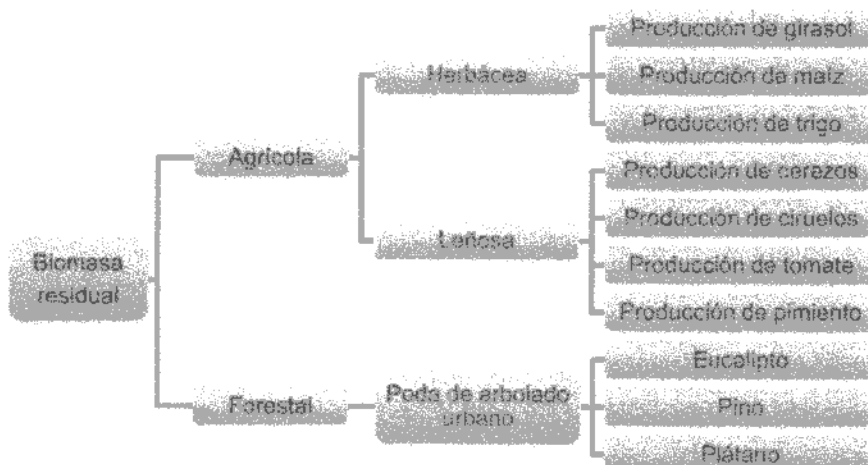 Biomasa
residual
Agrícola
Herbácea
Producción de girasol
Producción de maíz
Producción de trigo
Leñosa
Producción de cerezos
Producción de ciruelos
Producción de tomate
Producción de pimiento
Forestal
Poda de arbolado
urbano
Eucalipto
Pino
Plátano